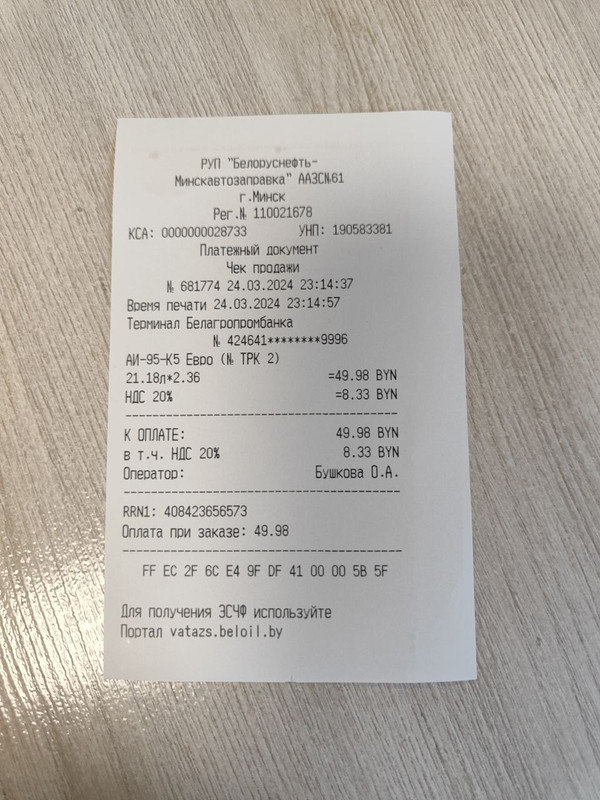 РУП "Белоруснефть-
Минскавтозаправка" ААЗС№61
г.Минск
Рег.№ 110021678
КСА: 0000000028733 УНП: 190583381
Платежный документ
Чек продажи
№ 681774 24.03.2024 23:14:37
Время печати 24.03.2024 23:14:57
Терминал Белагропромбанка
№ 424641********9996
АИ-95-К5 Евро (№ ТРК 2)
21.18л*2.36 =49.98 BYN
НДС 20% =8.33 BYN
К ОПЛАТЕ: 49.98 BYN
в т.ч. НДС 20% 8.33 BYN
Оператор: Бушкова О.А.
RRN1: 408423656573
Оплата при заказе: 49.98
FF EC 2F 6C E4 9F DF 41 00 00 5B 5F
Для получения ЭСЧФ используйте
Портал vatazs.beloil.by